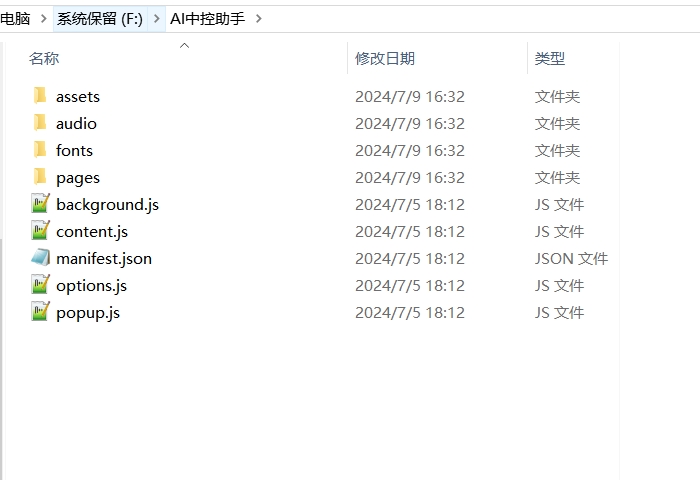 电脑 > 系统保留 (F:) > AI中控助手 >
名称 修改日期 类型
assets 2024/7/9 16:32 文件夹
audio 2024/7/9 16:32 文件夹
fonts 2024/7/9 16:32 文件夹
pages 2024/7/9 16:32 文件夹
background.js 2024/7/5 18:12 JS 文件
content.js 2024/7/5 18:12 JS 文件
manifest.json 2024/7/5 18:12 JSON 文件
options.js 2024/7/5 18:12 JS 文件
popup.js 2024/7/5 18:12 JS 文件